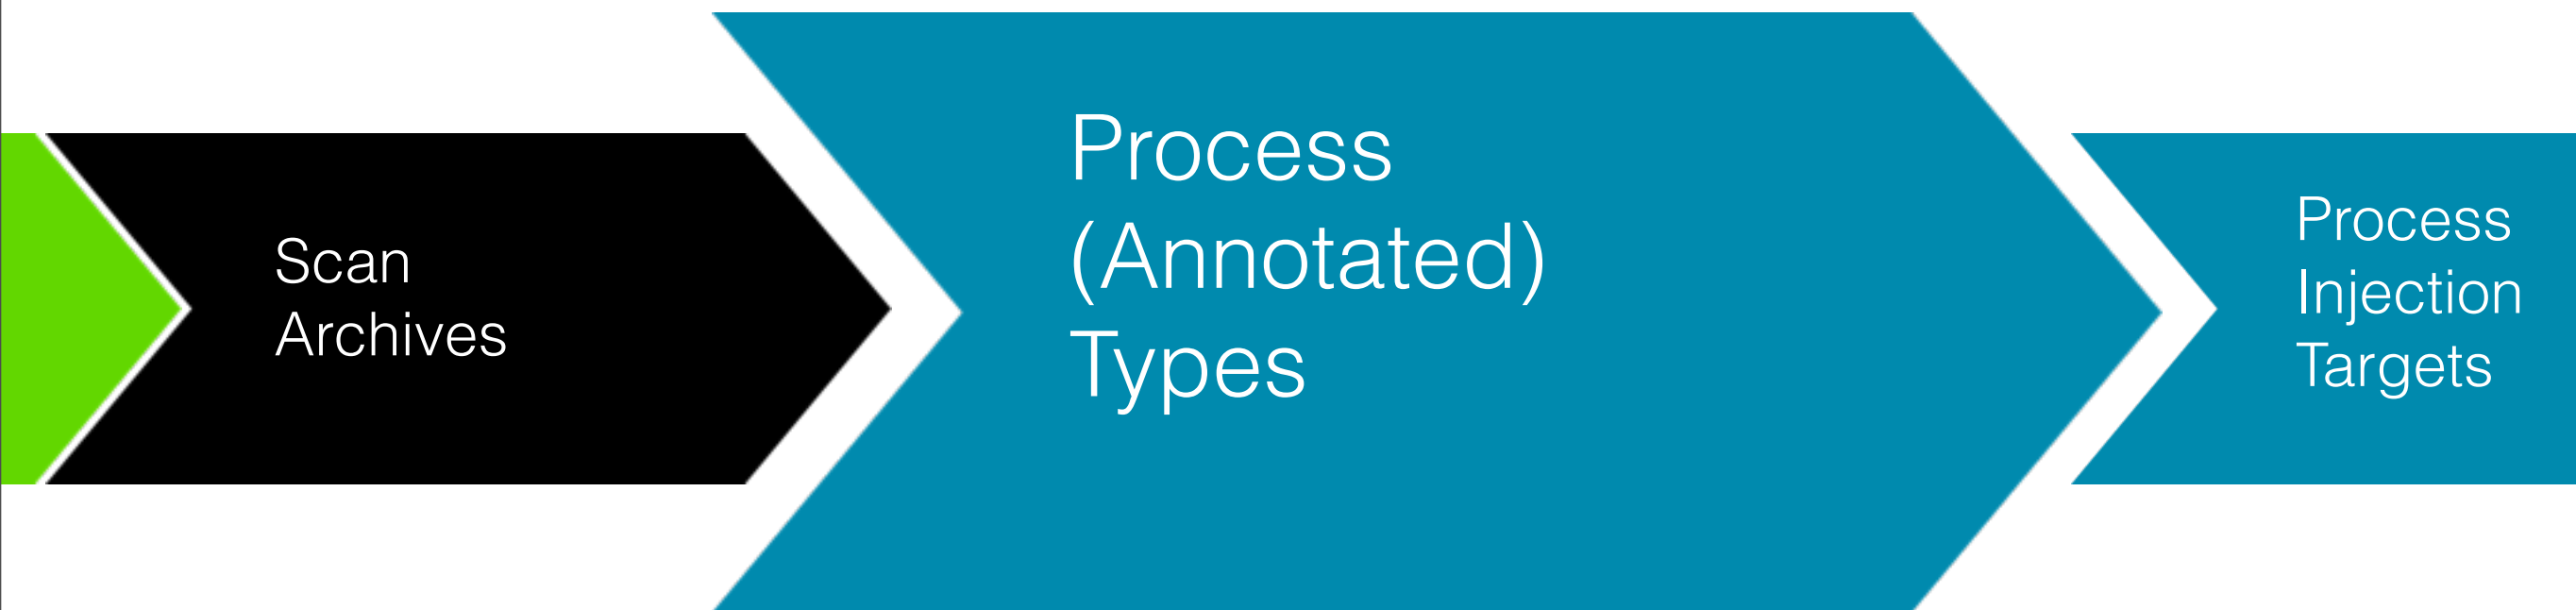 Scan
Archives
Process
(Annotated)
Types
Process
Injection
Targets